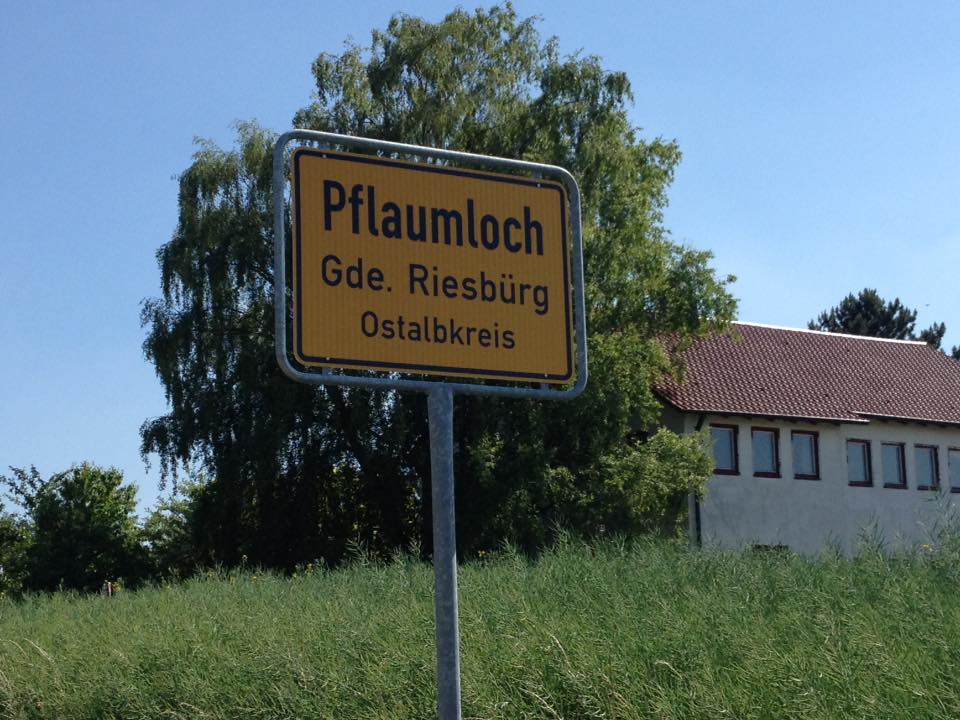 Pflaumloch
Gde. Riesbürg
Ostalbkreis